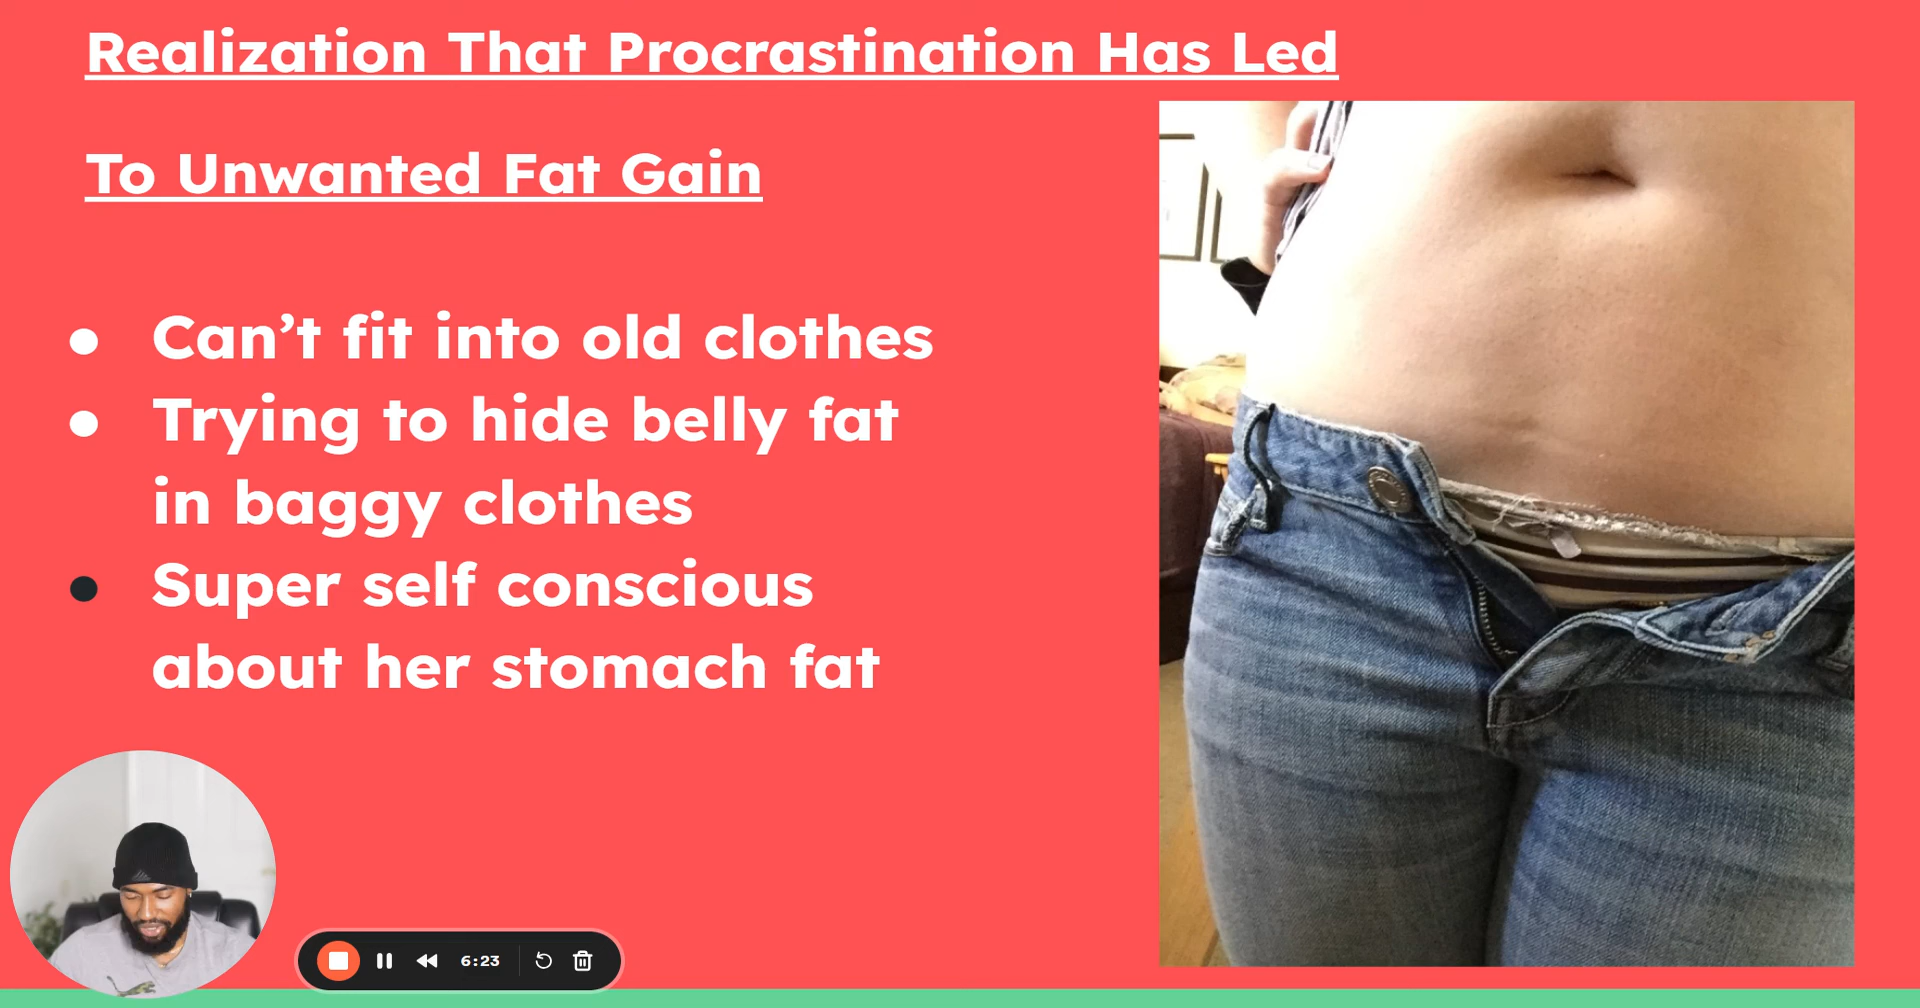 Realization That Procrastination Has Led
To Unwanted Fat Gain
Can’t fit into old clothes
Trying to hide belly fat
in baggy clothes
Super self conscious
about her stomach fat
6:23